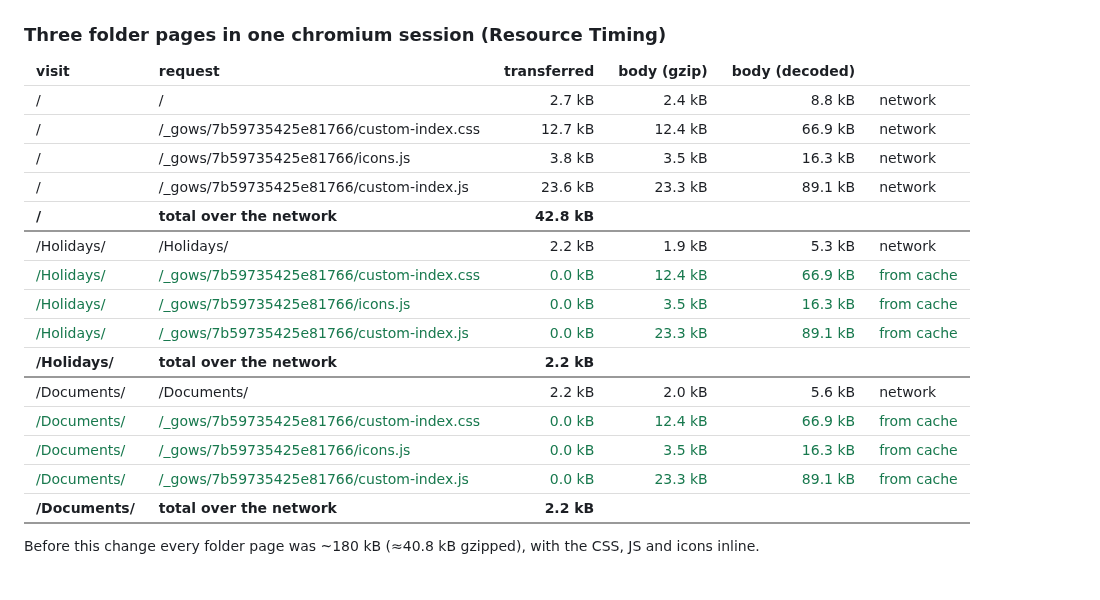 Three folder pages in one chromium session (Resource Timing)
visit request transferred body (gzip) body (decoded)
/ / 2.7 kB 2.4 kB 8.8 kB network
/ /_gows/7b59735425e81766/custom-index.css 12.7 kB 12.4 kB 66.9 kB network
/ /_gows/7b59735425e81766/icons.js 3.8 kB 3.5 kB 16.3 kB network
/ /_gows/7b59735425e81766/custom-index.js 23.6 kB 23.3 kB 89.1 kB network
/ total over the network 42.8 kB
/Holidays/ /Holidays/ 2.2 kB 1.9 kB 5.3 kB network
/Holidays/ /_gows/7b59735425e81766/custom-index.css 0.0 kB 12.4 kB 66.9 kB from cache
/Holidays/ /_gows/7b59735425e81766/icons.js 0.0 kB 3.5 kB 16.3 kB from cache
/Holidays/ /_gows/7b59735425e81766/custom-index.js 0.0 kB 23.3 kB 89.1 kB from cache
/Holidays/ total over the network 2.2 kB
/Documents/ /Documents/ 2.2 kB 2.0 kB 5.6 kB network
/Documents/ /_gows/7b59735425e81766/custom-index.css 0.0 kB 12.4 kB 66.9 kB from cache
/Documents/ /_gows/7b59735425e81766/icons.js 0.0 kB 3.5 kB 16.3 kB from cache
/Documents/ /_gows/7b59735425e81766/custom-index.js 0.0 kB 23.3 kB 89.1 kB from cache
/Documents/ total over the network 2.2 kB
Before this change every folder page was ~180 kB (≈40.8 kB gzipped), with the CSS, JS and icons inline.